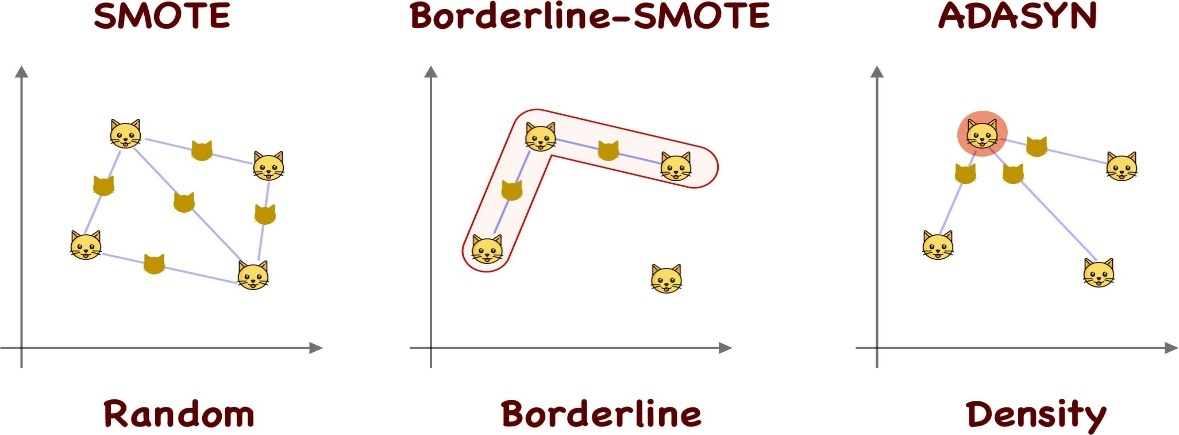 SMOTE
Borderline-SMOTE
ADASYN
Random
Borderline
Density